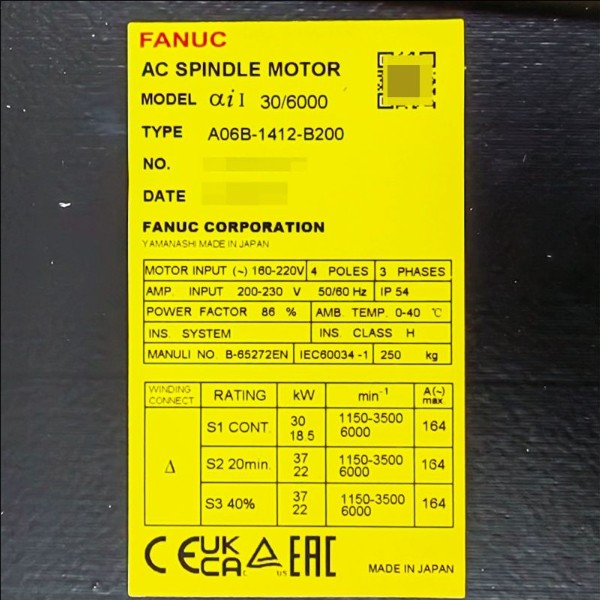 FANUC
AC SPINDLE MOTOR
MODEL αi I 30/6000
TYPE A06B-1412-B200
NO.
DATE
FANUC CORPORATION
YAMANASHI MADE IN JAPAN
MOTOR INPUT (~) 160-220V 4 POLES 3 PHASES
AMP. INPUT 200-230 V 50/60 Hz IP 54
POWER FACTOR 86 % AMB. TEMP. 0-40 ℃
INS. SYSTEM INS. CLASS H
MANULI NO. B-65272EN IEC60034-1 250 kg
WINDING CONNECT RATING kW min⁻¹ A(~) max.
Δ
S1 CONT. 30 1150-3500 164
18.5 6000
S2 20min. 37 1150-3500 164
22 6000
S3 40% 37 1150-3500 164
22 6000
CE UKCA C US EAC
MADE IN JAPAN